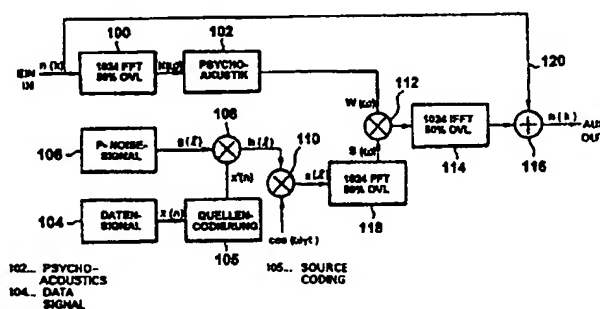 100
102
n (k)
EIN
IN
1024 FFT
50% OVL
PSYCHO-
AKUSTIK
120
W (ω)
112
1024 IFFT
50% OVL
114
116
AUS
OUT
106
P-NOISE-
SIGNAL
g(ℓ)
108
h(ℓ)
110
s(ℓ)
S (ω)
1024 FFT
50% OVL
118
x'(n)
104
DATEN-
SIGNAL
x(n)
QUELLEN-
CODIERUNG
105
102... PSYCHO-
ACOUSTICS
104... DATA
SIGNAL
105... SOURCE
CODING